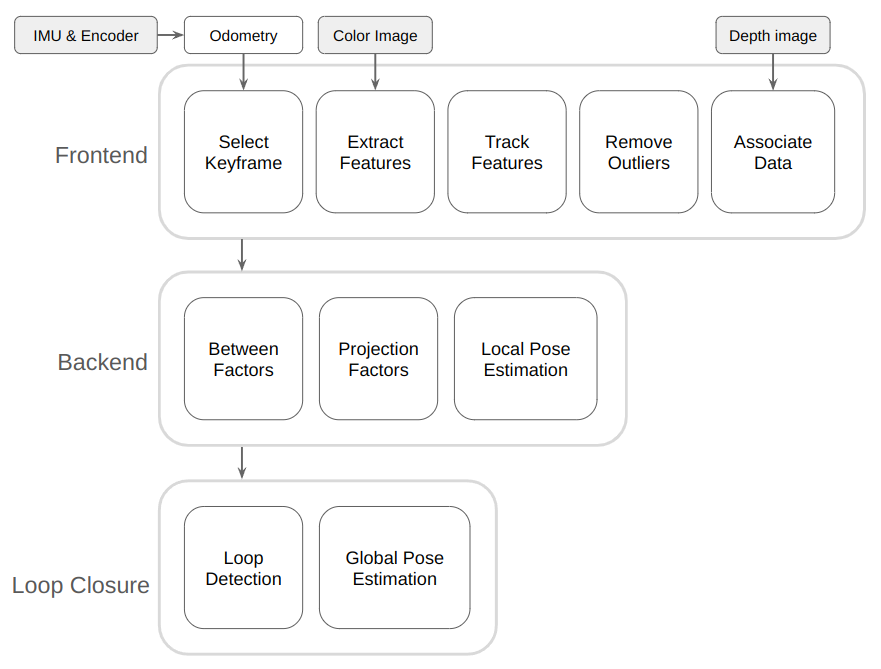 IMU & Encoder
Odometry
Color Image
Depth image
Frontend
Select
Keyframe
Extract
Features
Track
Features
Remove
Outliers
Associate
Data
Backend
Between
Factors
Projection
Factors
Local Pose
Estimation
Loop Closure
Loop
Detection
Global Pose
Estimation